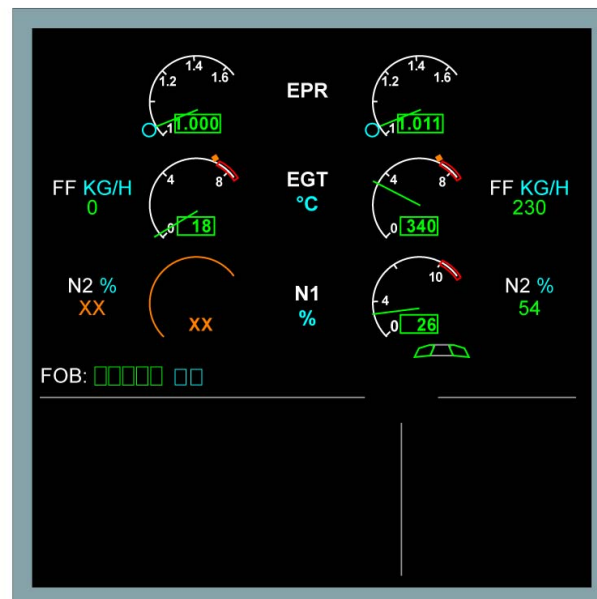 1.2 1.4 1.6 EPR 1.2 1.4 1.6
1 1.000 1 1.011
FF KG/H 4 8 EGT 4 8 FF KG/H
0 0 18 °C 0 340 230
N2 % N1 10 N2 %
XX XX % 4 0 26 54
FOB: